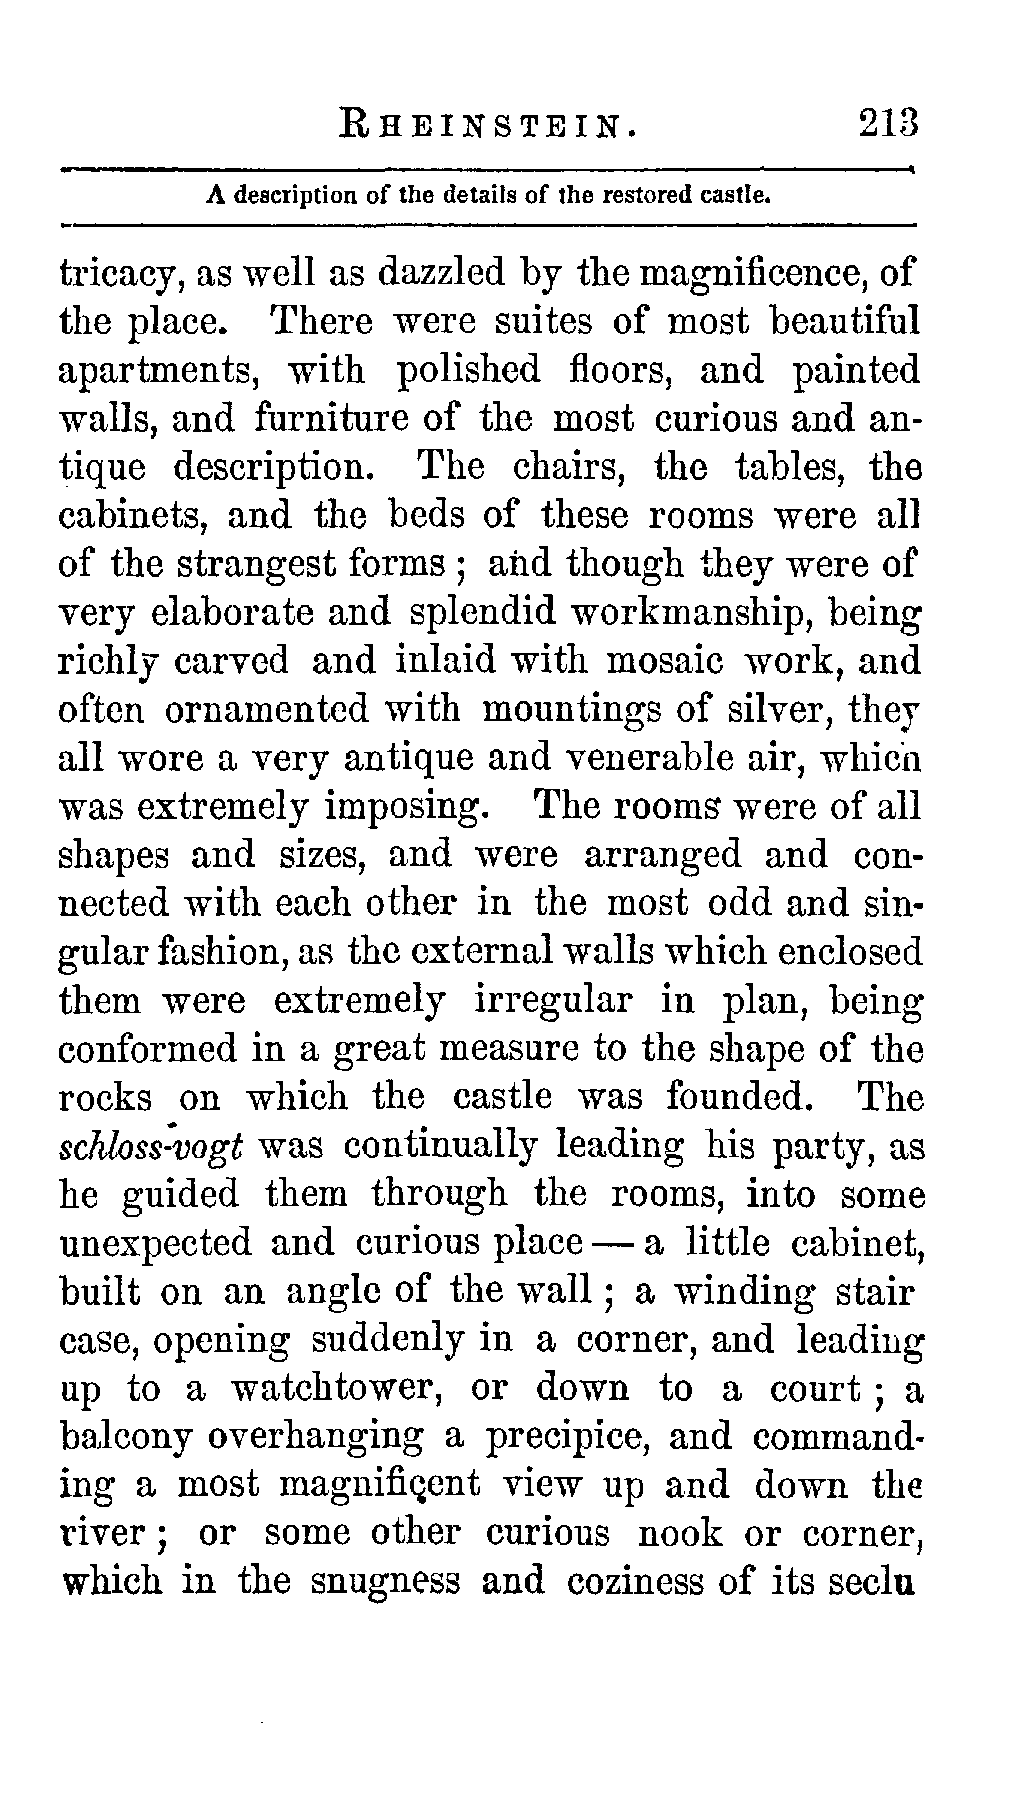 RHEINSTEIN. 213
A description of the details of the restored castle.
tricacy, as well as dazzled by the magnificence, of
the place. There were suites of most beautiful
apartments, with polished floors, and painted
walls, and furniture of the most curious and an-
tique description. The chairs, the tables, the
cabinets, and the beds of these rooms were all
of the strangest forms ; and though they were of
very elaborate and splendid workmanship, being
richly carved and inlaid with mosaic work, and
often ornamented with mountings of silver, they
all wore a very antique and venerable air, which
was extremely imposing. The rooms were of all
shapes and sizes, and were arranged and con-
nected with each other in the most odd and sin-
gular fashion, as the external walls which enclosed
them were extremely irregular in plan, being
conformed in a great measure to the shape of the
rocks on which the castle was founded. The
schloss-vogt was continually leading his party, as
he guided them through the rooms, into some
unexpected and curious place — a little cabinet,
built on an angle of the wall ; a winding stair
case, opening suddenly in a corner, and leading
up to a watchtower, or down to a court ; a
balcony overhanging a precipice, and command-
ing a most magnificent view up and down the
river ; or some other curious nook or corner,
which in the snugness and coziness of its seclu